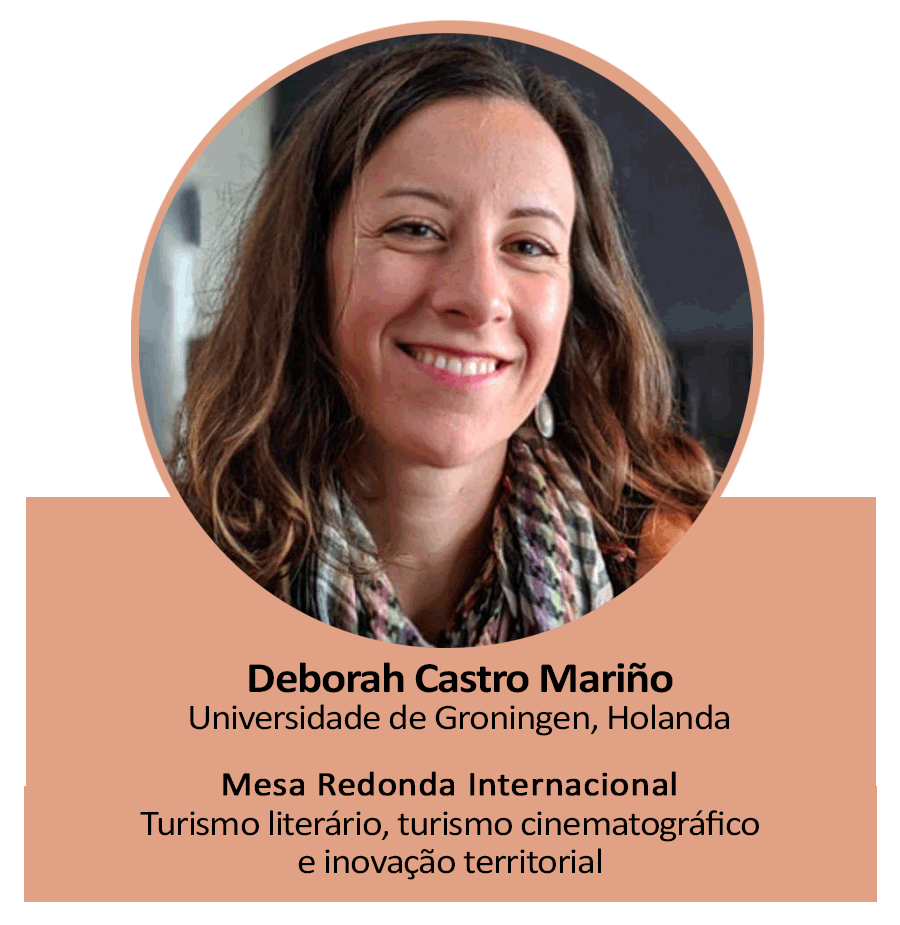 Deborah Castro Mariño
Universidade de Groningen, Holanda
Mesa Redonda Internacional
Turismo literário, turismo cinematográfico
e inovação territorial